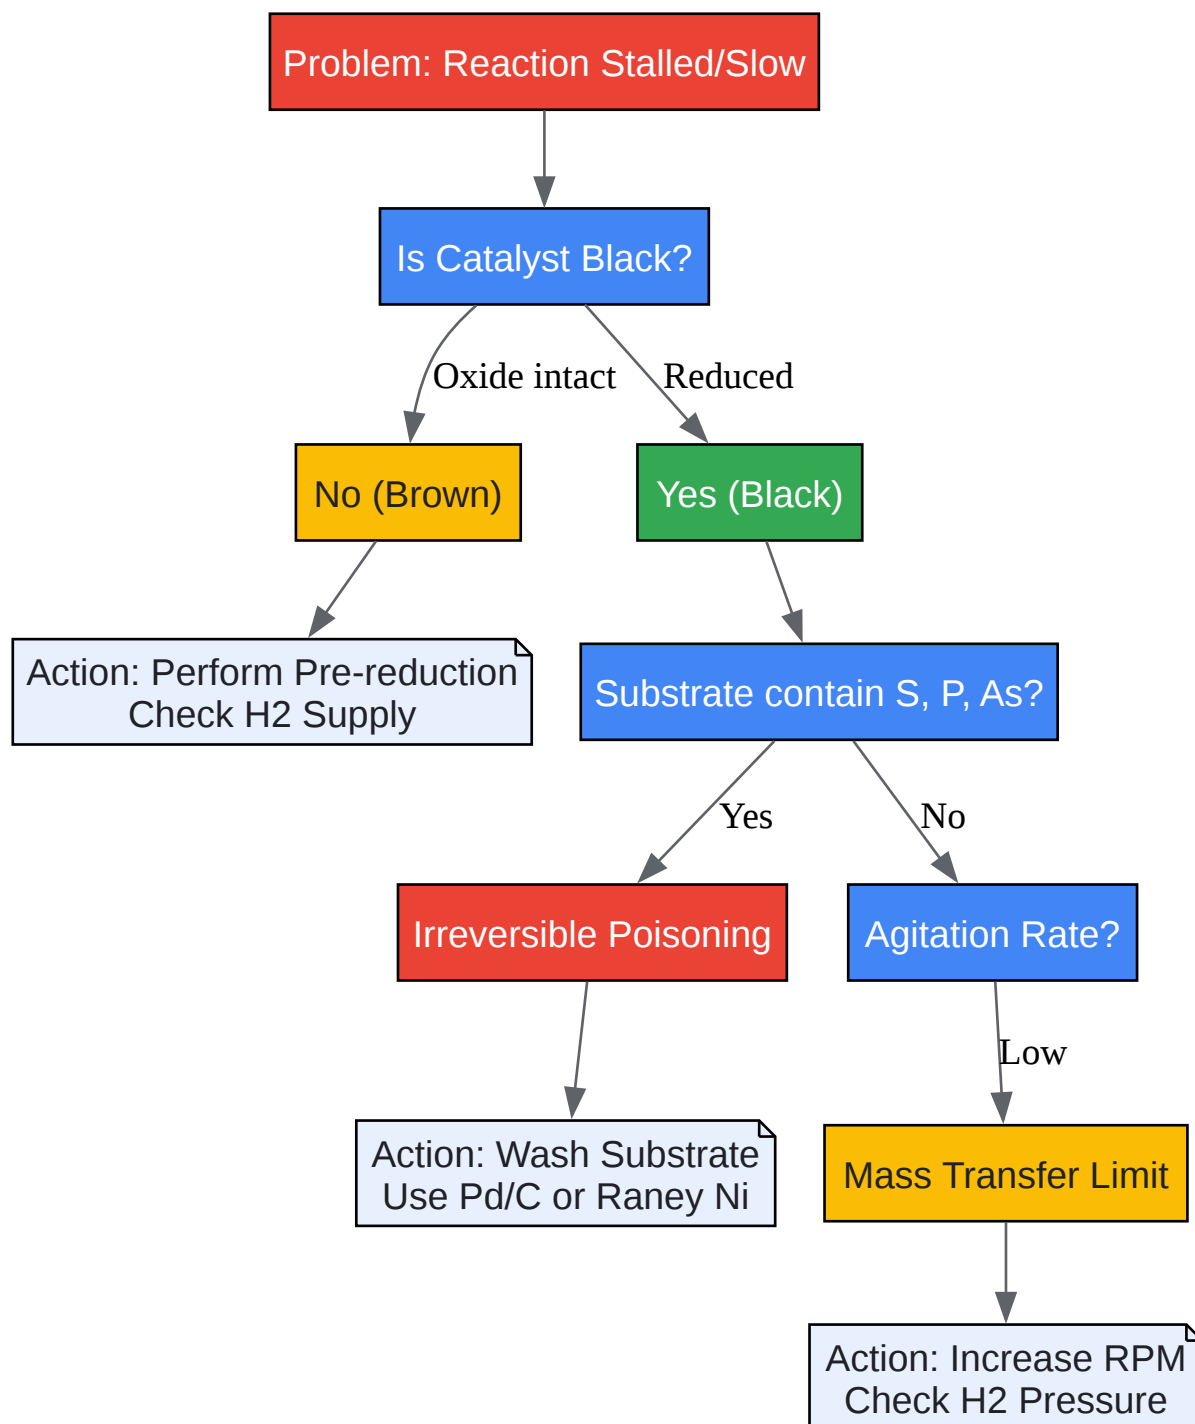 Problem: Reaction Stalled/Slow
Is Catalyst Black?
Oxide intact
Reduced
No (Brown)
Yes (Black)
Action: Perform Pre-reduction
Check H2 Supply
Substrate contain S, P, As?
Yes
No
Irreversible Poisoning
Agitation Rate?
Low
Action: Wash Substrate
Use Pd/C or Raney Ni
Mass Transfer Limit
Action: Increase RPM
Check H2 Pressure